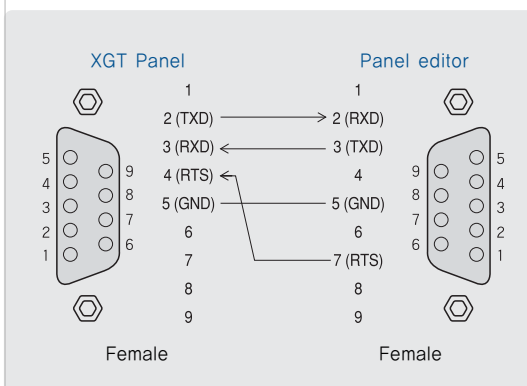 XGT Panel Panel editor
1 1
2 (TXD) 2 (RXD)
3 (RXD) 3 (TXD)
4 (RTS) 4
5 (GND) 5 (GND)
6 6
7 7 (RTS)
8 8
9 9
5 9 4 8 3 7 2 6 1
9 5 8 4 7 3 6 2 1
Female Female